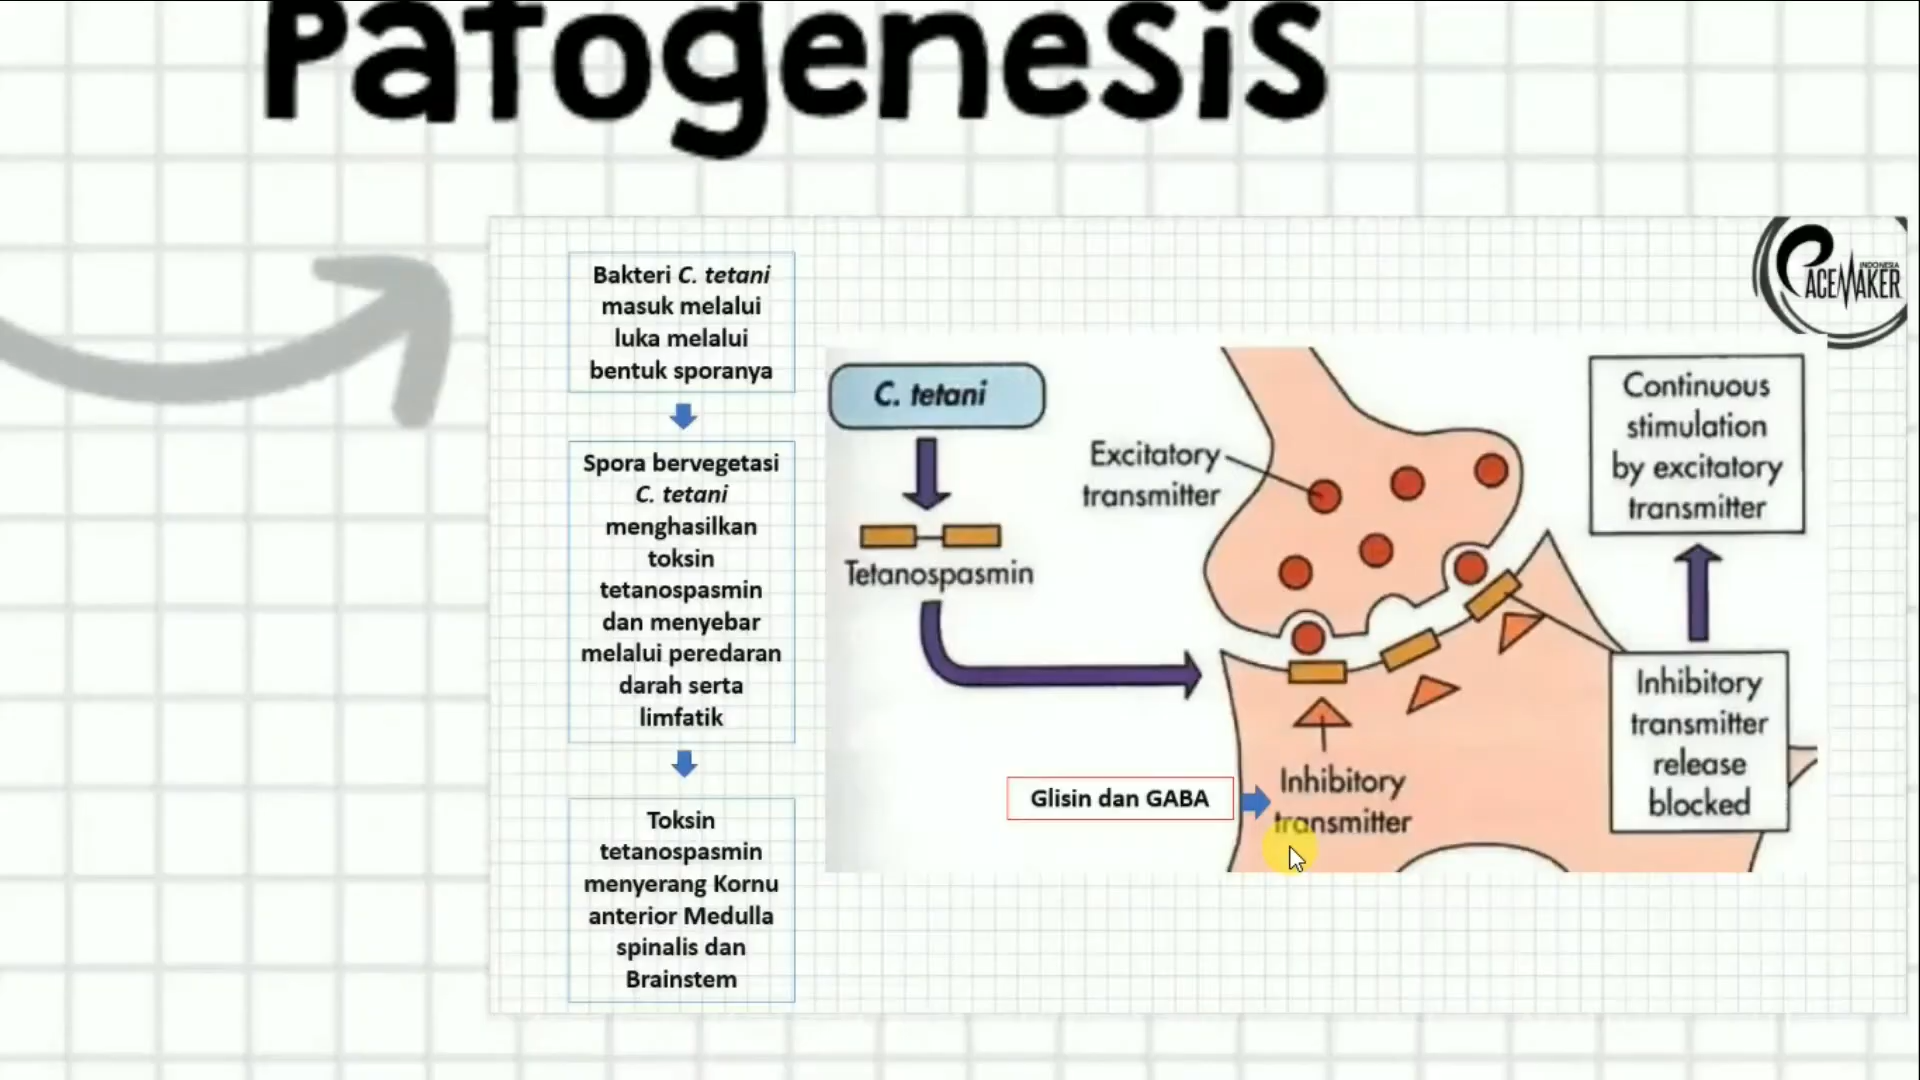 Patogenesis
Bakteri C. tetani
masuk melalui
luka melalui
bentuk sporanya
Spora bervegetasi
C. tetani
menghasilkan
toksin
tetanospasmin
dan menyebar
melalui peredaran
darah serta
limfatik
Toksin
tetanospasmin
menyerang Kornu
anterior Medulla
spinalis dan
Brainstem
C. tetani
Tetanospasmin
Excitatory
transmitter
Glisin dan GABA
Inhibitory
transmitter
Continuous
stimulation
by excitatory
transmitter
Inhibitory
transmitter
release
blocked
INDONESIA
PACEMAKER